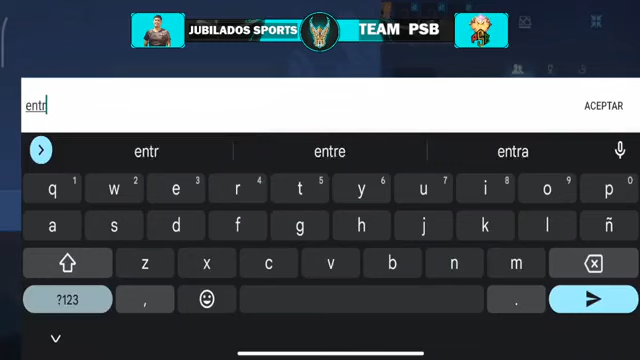 JUBILADOS SPORTS TEAM PSB
entr
ACEPTAR
entr entre entra
q 1 w 2 e 3 r 4 t 5 y 6 u 7 i 8 o 9 p 0
a s d f g h j k l ñ
z x c v b n m
?123 , .